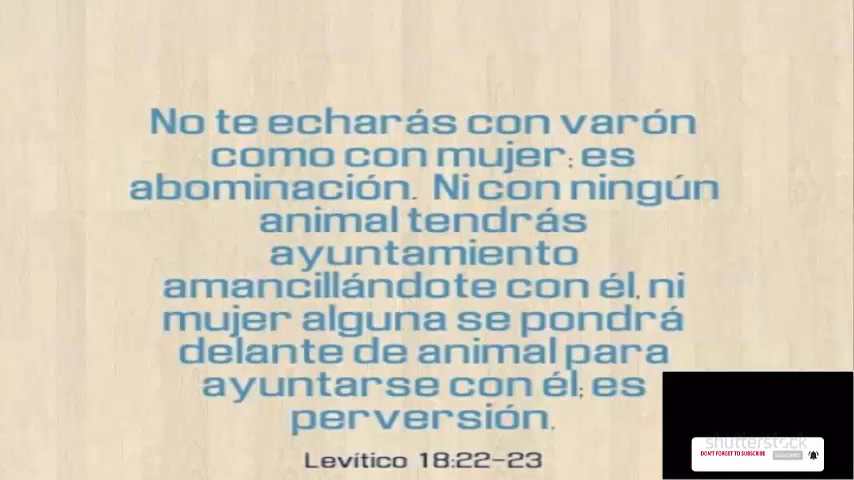 No te echarás con varón
como con mujer; es
abominación. Ni con ningún
animal tendrás
ayuntamiento
amancillándote con él, ni
mujer alguna se pondrá
delante de animal para
ayuntarse con él; es
perversión.
Levítico 18:22-23
shutterstock
DON'T FORGET TO SUBSCRIBE